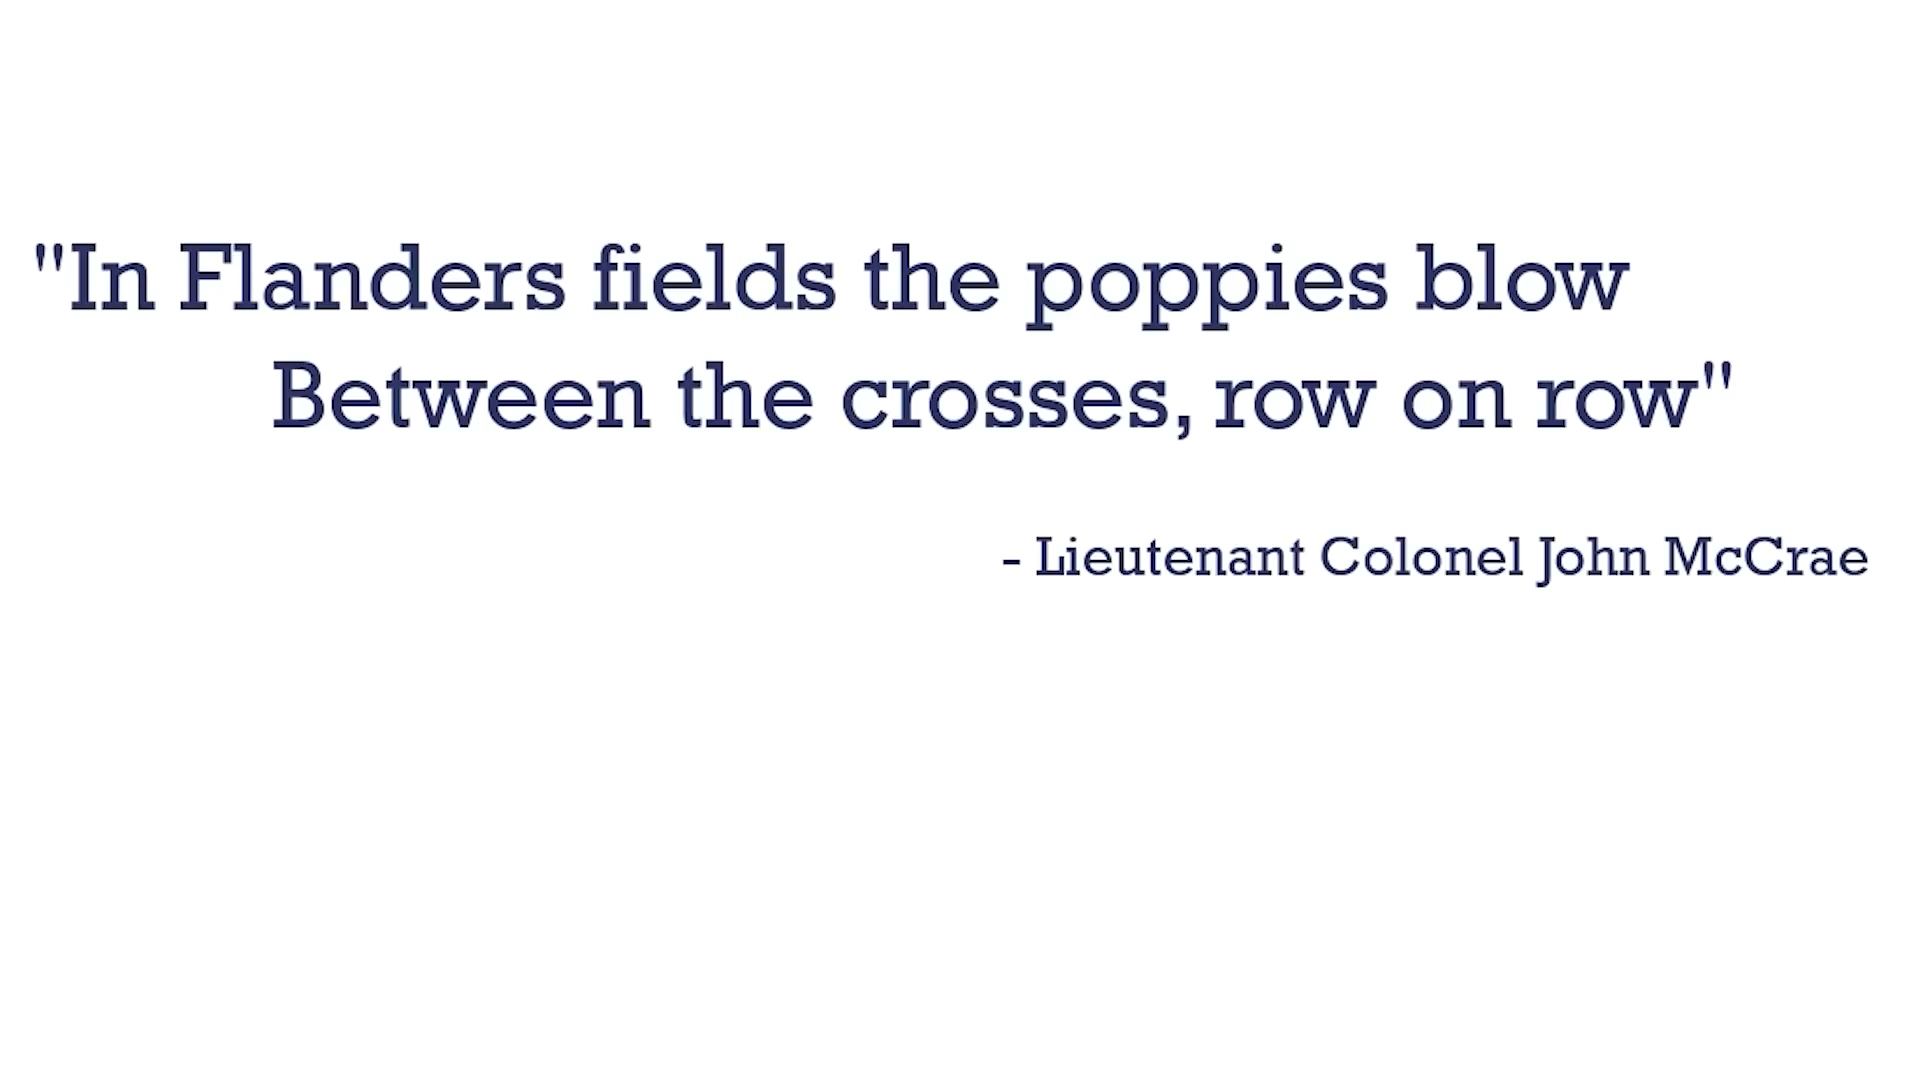 "In Flanders fields the poppies blow
Between the crosses, row on row"
- Lieutenant Colonel John McCrae